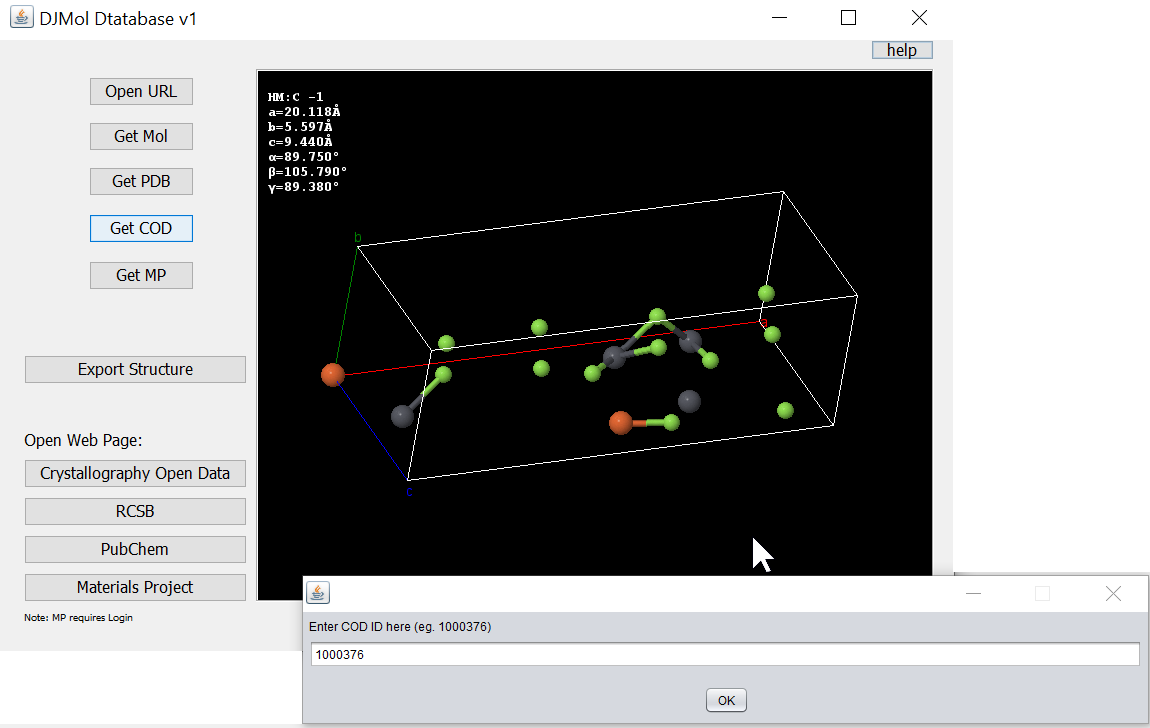 DJMol Dtatabase v1
help
Open URL
Get Mol
Get PDB
Get COD
Get MP
Export Structure
Open Web Page:
Crystallography Open Data
RCSB
PubChem
Materials Project
Note: MP requires Login
HM:C -1
a=20.118Å
b=5.597Å
c=9.440Å
α=89.750°
β=105.790°
γ=89.380°
b
a
c
Enter COD ID here (eg. 1000376)
1000376
OK